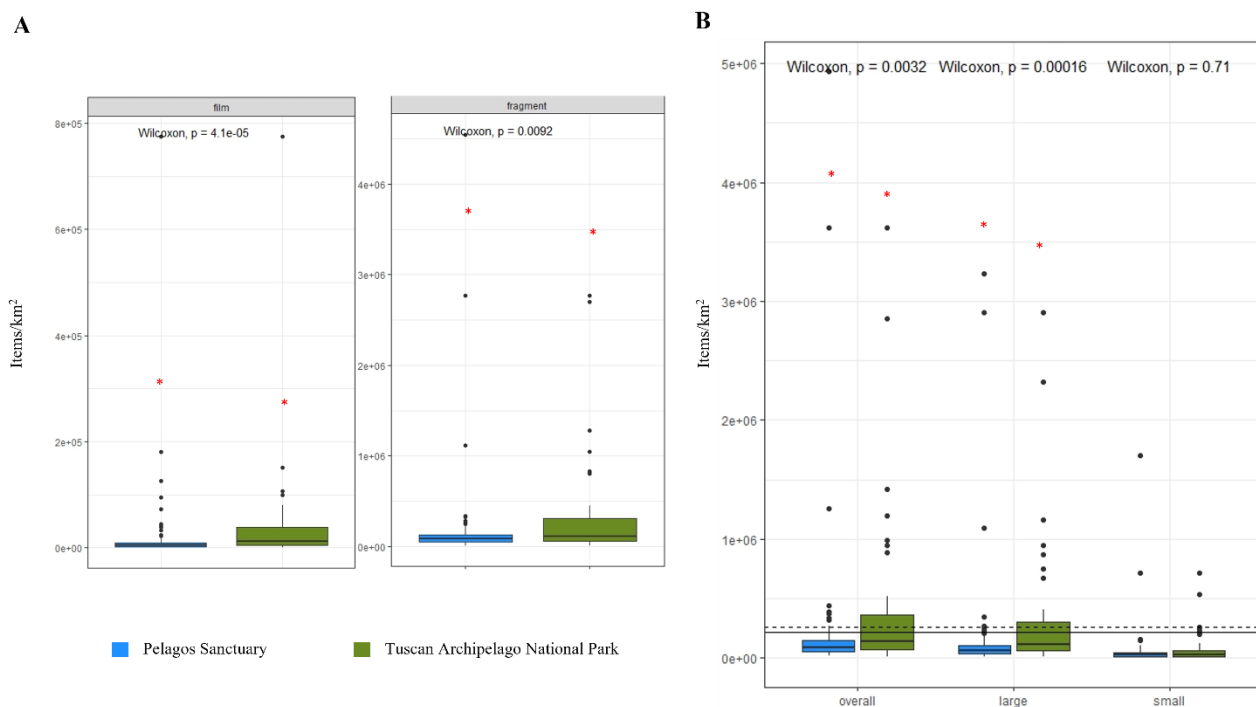 A
B
film
fragment
Wilcoxon, p = 4.1e-05
Wilcoxon, p = 0.0092
8e+05
6e+05
4e+05
2e+05
0e+00
4e+06
3e+06
2e+06
1e+06
0e+00
Items/km²
Wilcoxon, p = 0.0032
Wilcoxon, p = 0.00016
Wilcoxon, p = 0.71
5e+06
4e+06
3e+06
2e+06
1e+06
0e+00
Items/km²
overall
large
small
Pelagos Sanctuary
Tuscan Archipelago National Park